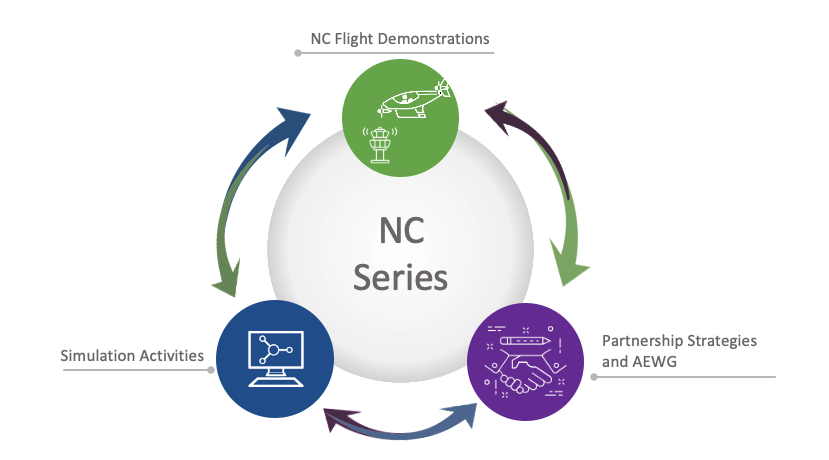 NC Flight Demonstrations
NC
Series
Simulation Activities
Partnership Strategies
and AEWG